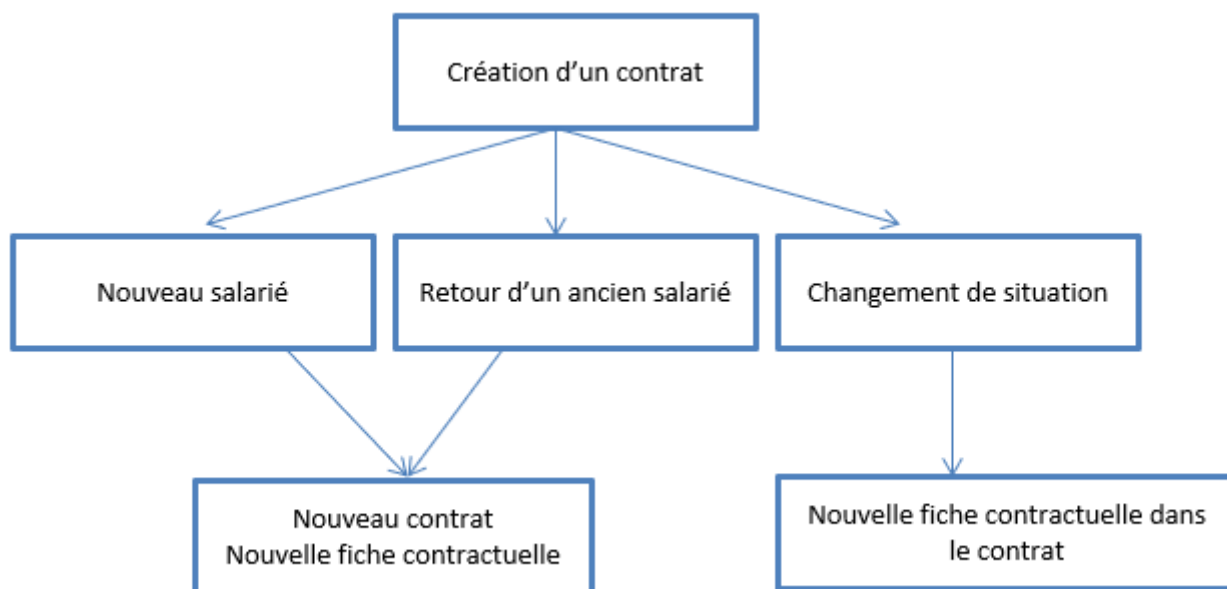 Création d’un contrat
Nouveau salarié
Retour d’un ancien salarié
Changement de situation
Nouveau contrat
Nouvelle fiche contractuelle
Nouvelle fiche contractuelle dans
le contrat